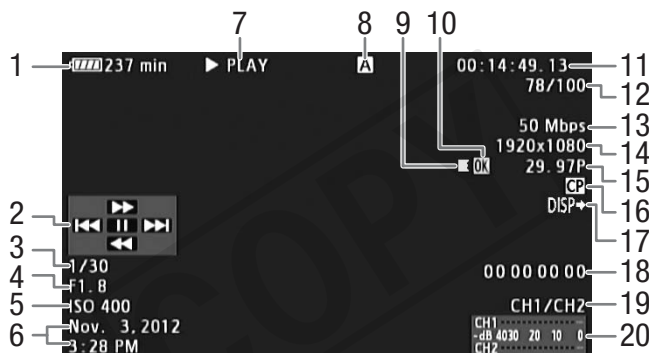 7 8 9 10
1 237 min ▶ PLAY A 00:14:49.13 11
78/100 12
50 Mbps 13
1920x1080 14
OK 29.97P 15
CP 16
DISP➔ 17
2
3 1/30
4 F1.8
00 00 00 00 18
5 ISO 400
CH1/CH2 19
6 Nov. 3, 2012
3:28 PM
CH1
-dB 40 30 20 10 0 20
CH2
COPY